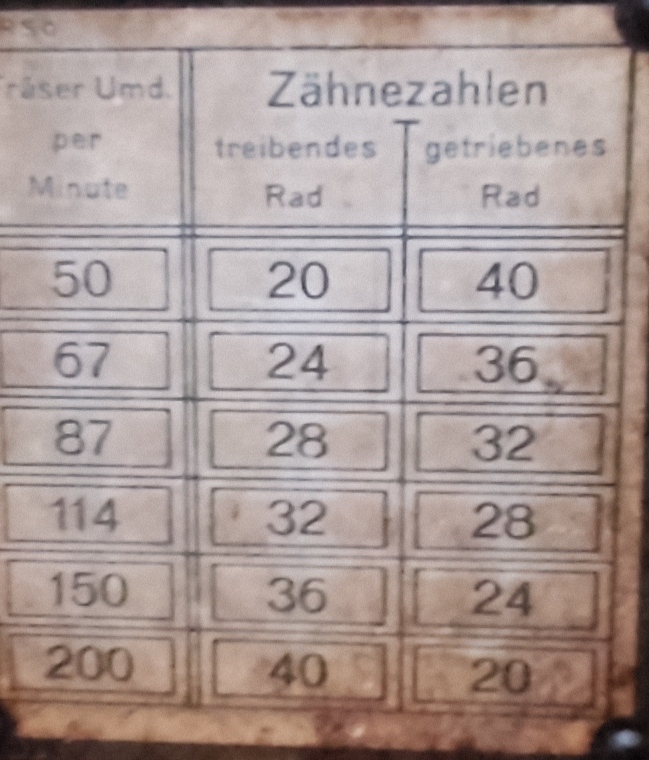 räser Umd. Zähnezahlen
per treibendes getriebenes
Minute Rad Rad
50 20 40
67 24 36
87 28 32
114 32 28
150 36 24
200 40 20